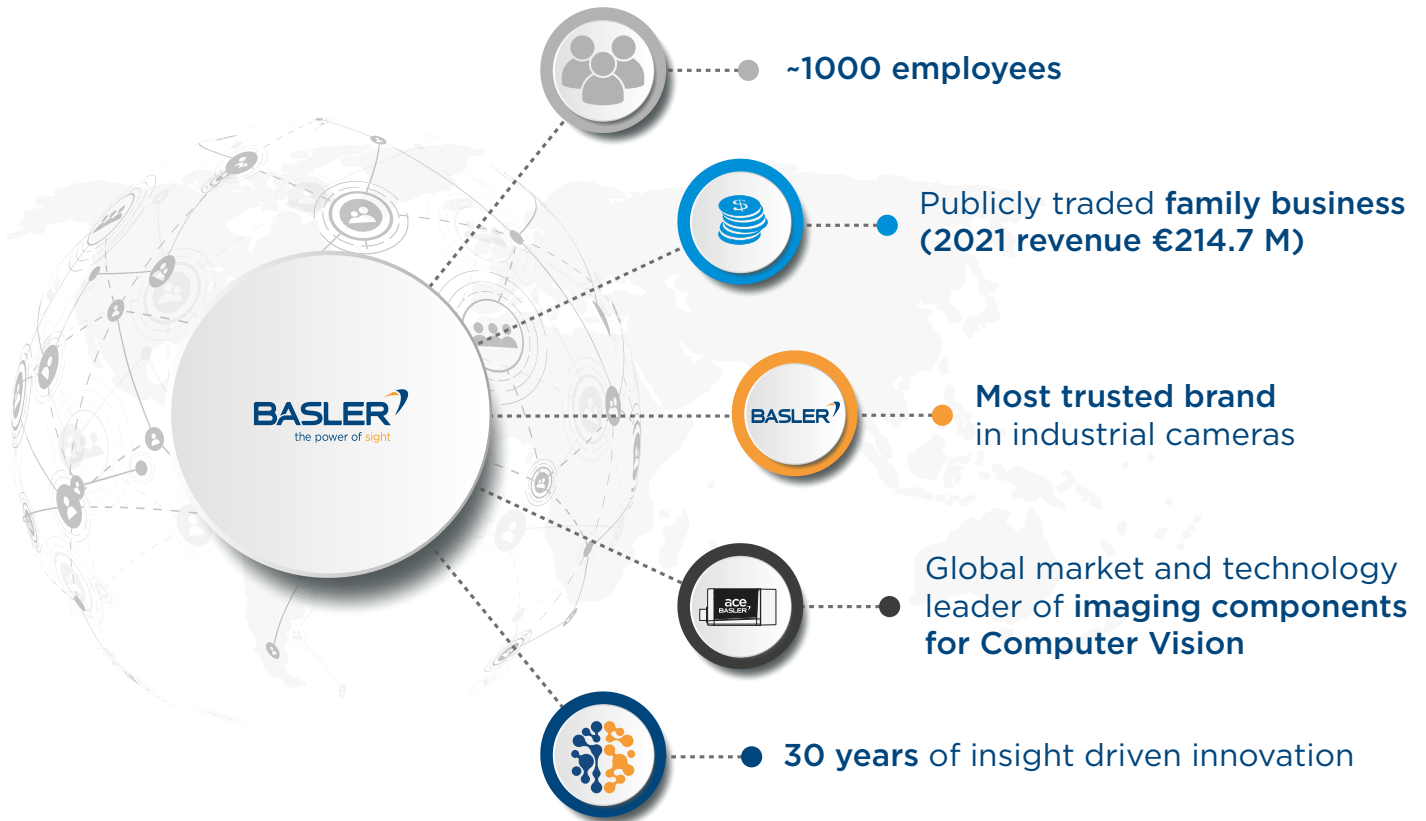 ~1000 employees
Publicly traded family business
(2021 revenue €214.7 M)
BASLER
the power of sight
BASLER
Most trusted brand
in industrial cameras
ace
BASLER
Global market and technology
leader of imaging components
for Computer Vision
30 years of insight driven innovation